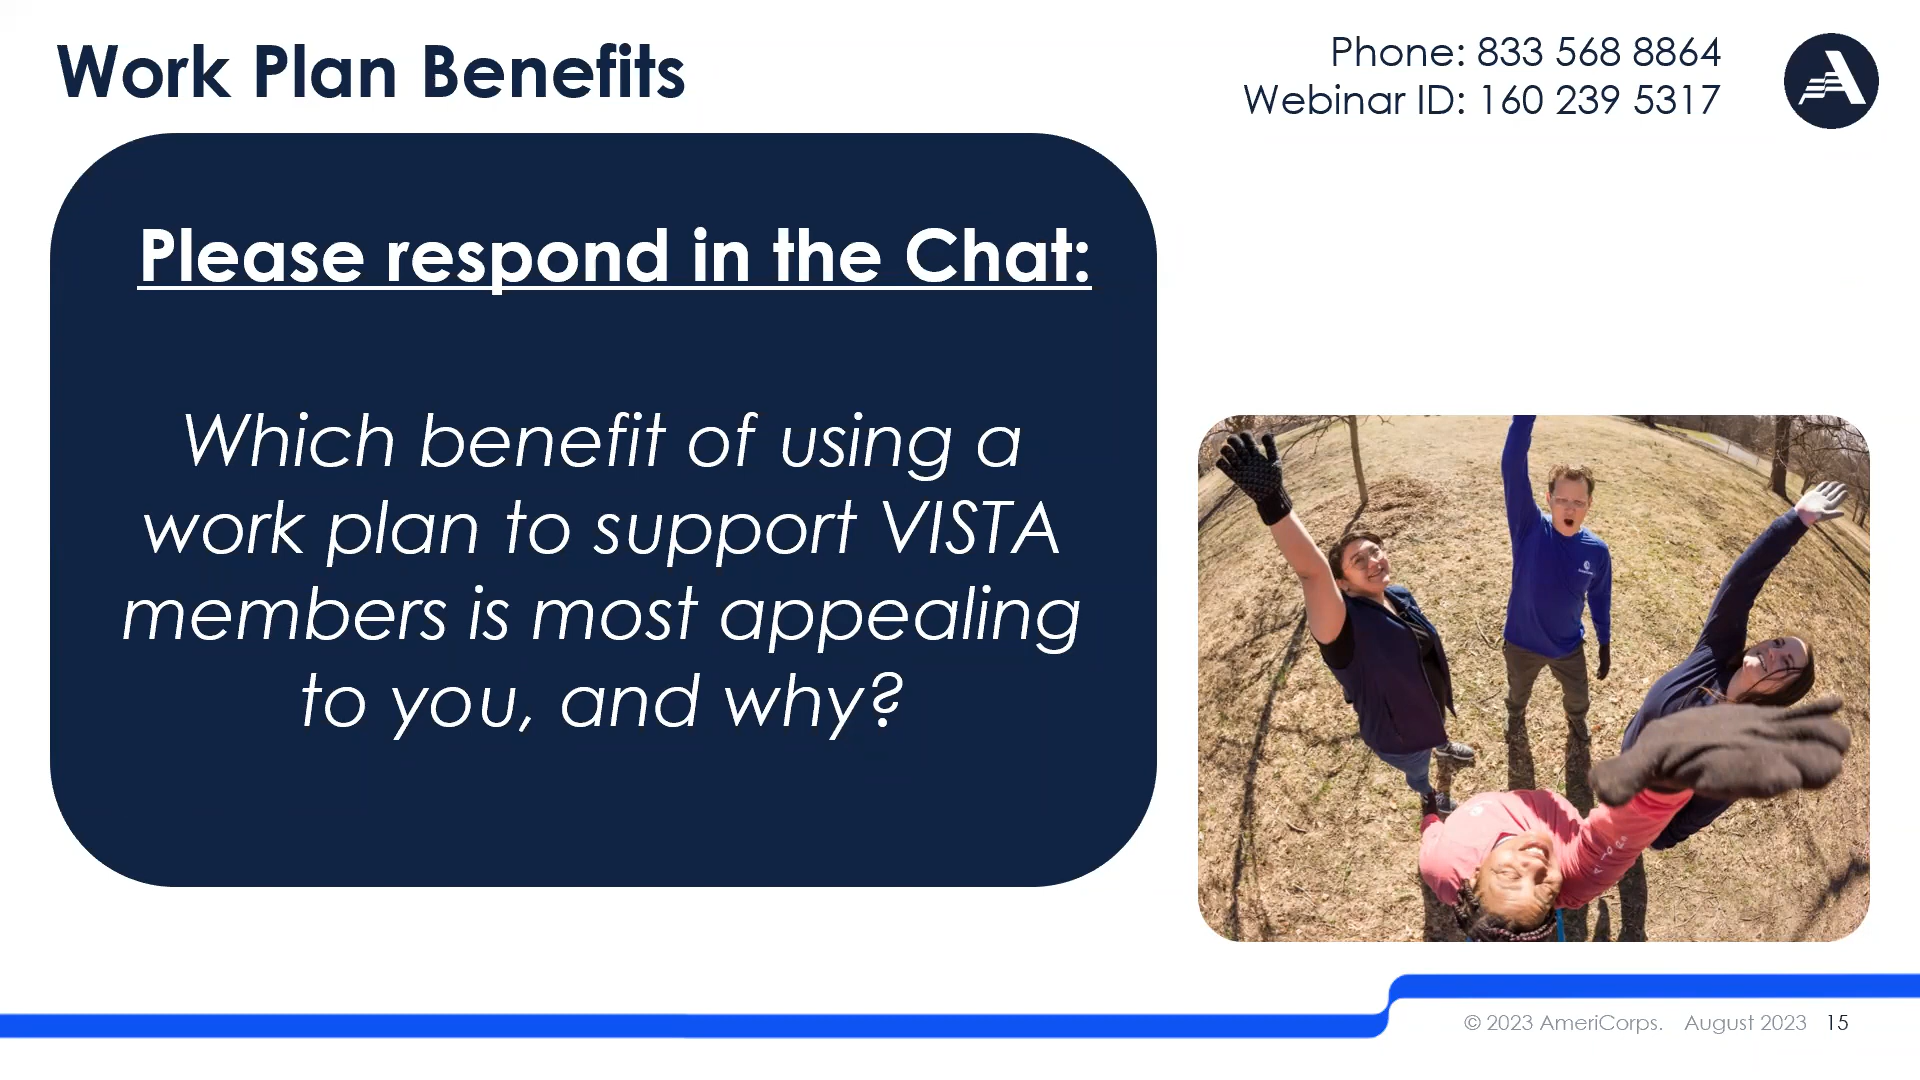 Work Plan Benefits
Phone: 833 568 8864
Webinar ID: 160 239 5317
Please respond in the Chat:
Which benefit of using a
work plan to support VISTA
members is most appealing
to you, and why?
© 2023 AmeriCorps. August 2023 15